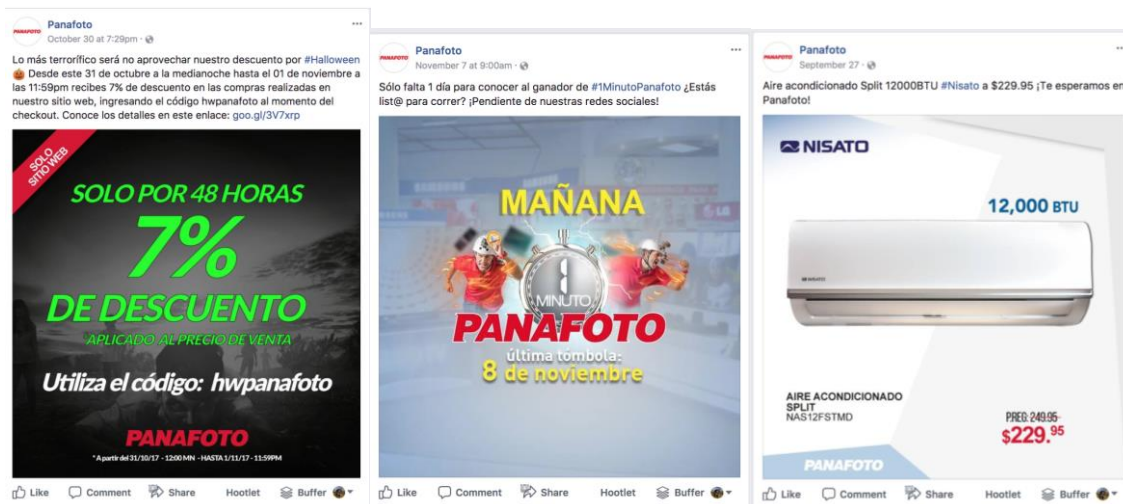 Panafoto
October 30 at 7:29pm
Lo más terrorífico será no aprovechar nuestro descuento por #Halloween
🎃 Desde este 31 de octubre a la medianoche hasta el 01 de noviembre a
las 11:59pm recibes 7% de descuento en las compras realizadas en
nuestro sitio web, ingresando el código hwpanafoto al momento del
checkout. Conoce los detalles en este enlace: goo.gl/3V7xrp
SOLO
SITIO WEB
SOLO POR 48 HORAS
7%
DE DESCUENTO
*APLICADO AL PRECIO DE VENTA
Utiliza el código: hwpanafoto
PANAFOTO
*A partir del 31/10/17 - 12:00 MN - HASTA 1/11/17 - 11:59PM
Like Comment Share Hootlet Buffer
PANAFOTO
Panafoto
November 7 at 9:00am
Sólo falta 1 día para conocer al ganador de #1MinutoPanafoto ¿Estás
list@ para correr? ¡Pendiente de nuestras redes sociales!
SAMSUNG
LG
MAÑANA
1
MINUTO
PANAFOTO
última tómbola:
8 de noviembre
Like Comment Share Hootlet Buffer
PANAFOTO
Panafoto
September 27
Aire acondicionado Split 12000BTU #Nisato a $229.95 ¡Te esperamos en
Panafoto!
NISATO
12,000 BTU
NISATO
AIRE ACONDICIONADO
SPLIT
NAS12FSTMD
PREG: 249.95
$229.95
PANAFOTO
Like Comment Share Hootlet Buffer